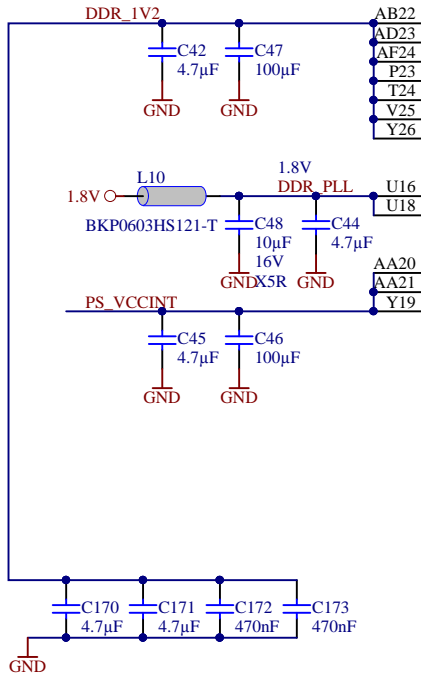 DDR_1V2
AB22
AD23
AF24
P23
T24
V25
Y26
C42
4.7µF
GND
C47
100µF
GND
L10
1.8V
BKP0603HS121-T
1.8V
DDR_PLL
U16
U18
C48
10µF
16V
X5R
GND
C44
4.7µF
GND
AA20
AA21
Y19
PS_VCCINT
C45
4.7µF
GND
C46
100µF
GND
C170
4.7µF
C171
4.7µF
C172
470nF
C173
470nF
GND